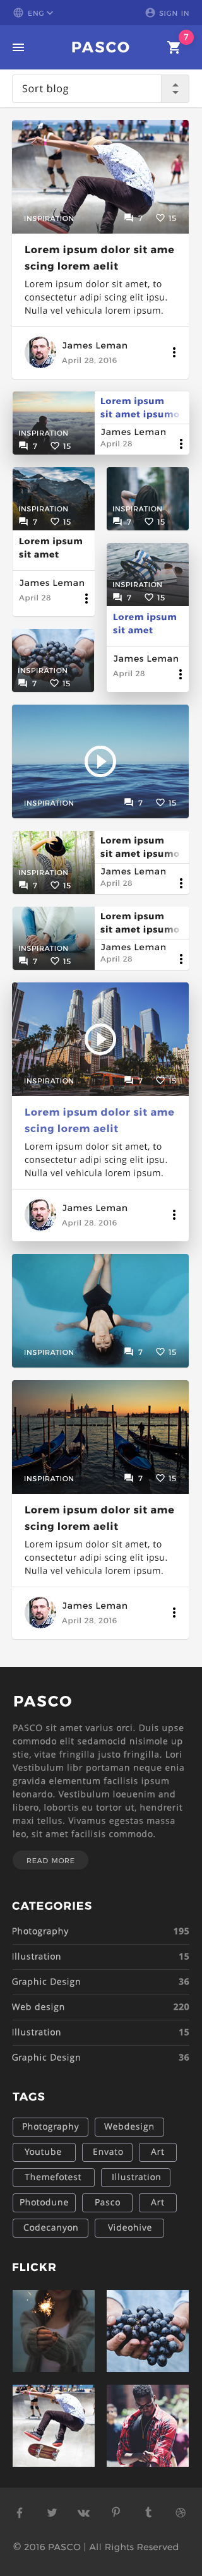 ENG SIGN IN
PASCO 7
Sort blog
INSPIRATION 7 15
Lorem ipsum dolor sit ame
scing lorem aelit
Lorem ipsum dolor sit amet, to
consectetur adipisci scing elit ipsu.
Nulla vel vehicula lorem ipsum.
James Leman
April 28, 2016
INSPIRATION
7 15
Lorem ipsum
sit amet ipsumo
James Leman
April 28
INSPIRATION
7 15
Lorem ipsum
sit amet
James Leman
April 28
INSPIRATION
7 15
INSPIRATION
7 15
INSPIRATION
7 15
Lorem ipsum
sit amet
James Leman
April 28
INSPIRATION 7 15
INSPIRATION
7 15
Lorem ipsum
sit amet ipsumo
James Leman
April 28
INSPIRATION
7 15
Lorem ipsum
sit amet ipsumo
James Leman
April 28
INSPIRATION 7 15
Lorem ipsum dolor sit ame
scing lorem aelit
Lorem ipsum dolor sit amet, to
consectetur adipisci scing elit ipsu.
Nulla vel vehicula lorem ipsum.
James Leman
April 28, 2016
INSPIRATION 7 15
INSPIRATION 7 15
Lorem ipsum dolor sit ame
scing lorem aelit
Lorem ipsum dolor sit amet, to
consectetur adipisci scing elit ipsu.
Nulla vel vehicula lorem ipsum.
James Leman
April 28, 2016
PASCO
PASCO sit amet varius orci. Duis upse
commodo elit sedamocid nisimole up
stie, vitae fringilla justo fringilla. Lori
Vestibulum libr portaman necp eros,
gravida elementum facilisis ipsum
leonardo. Vestibulum loeuenim and
libero, lobortis eu tortor ut, hendrerit
maxi tellus. Vivamus egestas massa
leo, sit amet facilisis commodo.
READ MORE
CATEGORIES
Photography 195
Illustration 15
Graphic Design 36
Web design 220
Illustration 15
Graphic Design 36
TAGS
Photography Webdesign
Youtube Envato Art
Themefotest Illustration
Photodune Pasco Art
Codecanyon Videohive
FLICKR
© 2016 PASCO | All Rights Reserved